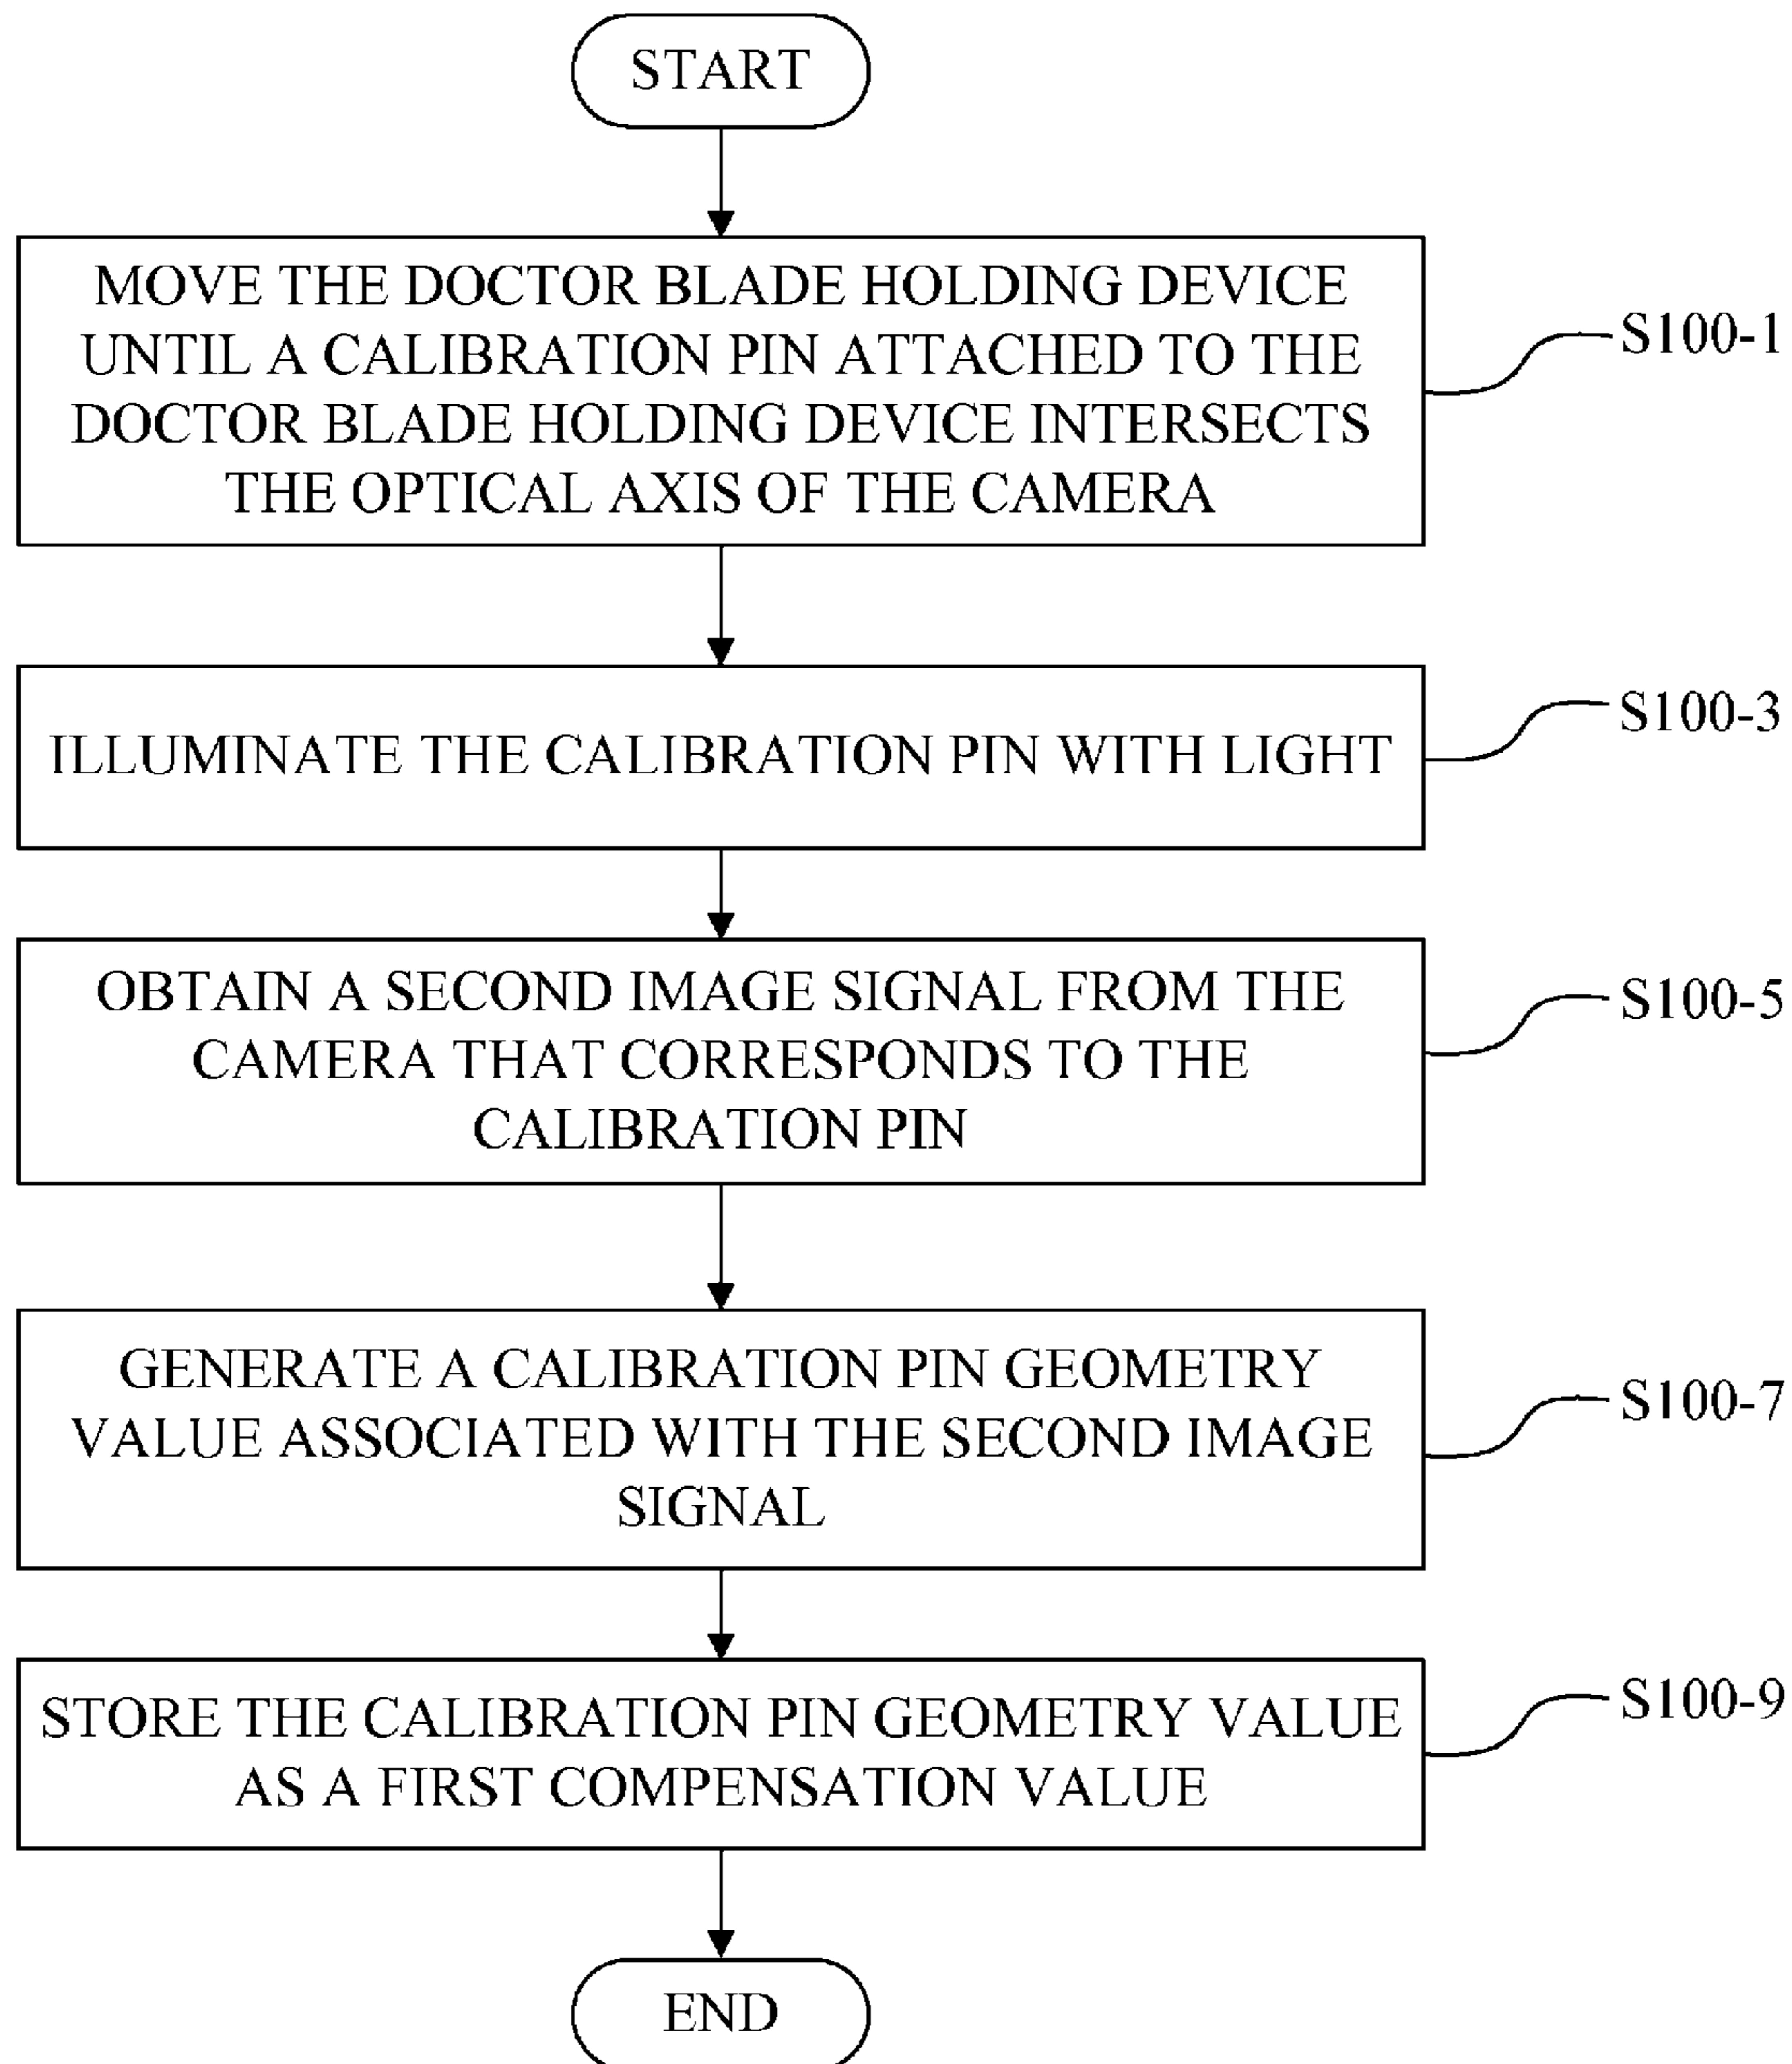 START
MOVE THE DOCTOR BLADE HOLDING DEVICE
UNTIL A CALIBRATION PIN ATTACHED TO THE
DOCTOR BLADE HOLDING DEVICE INTERSECTS
THE OPTICAL AXIS OF THE CAMERA
S100-1
ILLUMINATE THE CALIBRATION PIN WITH LIGHT
S100-3
OBTAIN A SECOND IMAGE SIGNAL FROM THE
CAMERA THAT CORRESPONDS TO THE
CALIBRATION PIN
S100-5
GENERATE A CALIBRATION PIN GEOMETRY
VALUE ASSOCIATED WITH THE SECOND IMAGE
SIGNAL
S100-7
STORE THE CALIBRATION PIN GEOMETRY VALUE
AS A FIRST COMPENSATION VALUE
S100-9
END